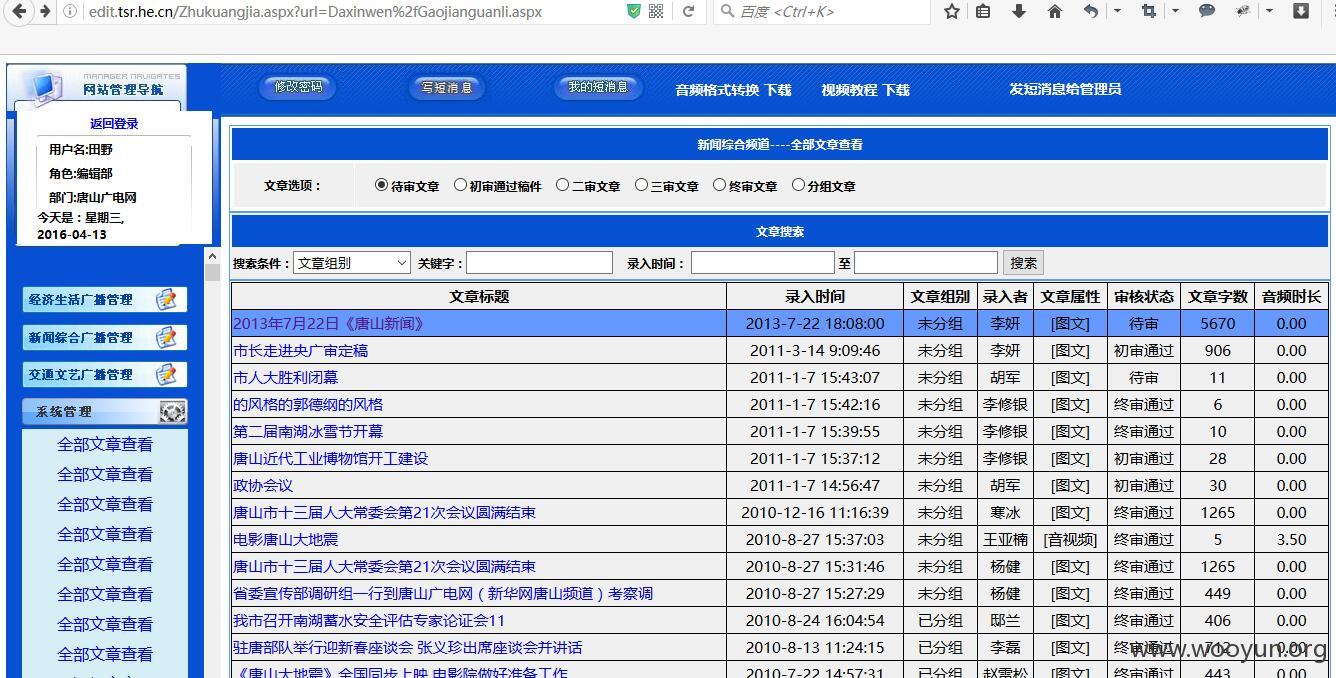 edit.tsr.he.cn/Zhukuangjia.aspx?url=Daxinwen%2fGaojianguanli.aspx 百度 <Ctrl+K>
MANAGER NAVIGATES
网站管理导航
修改密码 写短消息 我的短消息 音频格式转换 下载 视频教程 下载 发短消息给管理员
返回登录
用户名:田野
角色:编辑部
部门:唐山广电网
今天是：星期三,
2016-04-13
经济生活广播管理
新闻综合广播管理
交通文艺广播管理
系统管理
全部文章查看
全部文章查看
全部文章查看
全部文章查看
全部文章查看
全部文章查看
全部文章查看
全部文章查看
新闻综合频道----全部文章查看
文章选项： 待审文章 初审通过稿件 二审文章 三审文章 终审文章 分组文章
文章搜索
搜索条件：文章组别 关键字： 录入时间： 至 搜索
文章标题 录入时间 文章组别 录入者 文章属性 审核状态 文章字数 音频时长
2013年7月22日《唐山新闻》 2013-7-22 18:08:00 未分组 李妍 [图文] 待审 5670 0.00
市长走进央广审定稿 2011-3-14 9:09:46 未分组 李妍 [图文] 初审通过 906 0.00
市人大胜利闭幕 2011-1-7 15:43:07 未分组 胡军 [图文] 待审 11 0.00
的风格的郭德纲的风格 2011-1-7 15:42:16 未分组 李修银 [图文] 终审通过 6 0.00
第二届南湖冰雪节开幕 2011-1-7 15:39:55 未分组 李修银 [图文] 终审通过 10 0.00
唐山近代工业博物馆开工建设 2011-1-7 15:37:12 未分组 李修银 [图文] 初审通过 28 0.00
政协会议 2011-1-7 14:56:47 未分组 胡军 [图文] 初审通过 30 0.00
唐山市十三届人大常委会第21次会议圆满结束 2010-12-16 11:16:39 未分组 寒冰 [图文] 终审通过 1265 0.00
电影唐山大地震 2010-8-27 15:37:03 未分组 王亚楠 [音视频] 终审通过 5 3.50
唐山市十三届人大常委会第21次会议圆满结束 2010-8-27 15:31:46 未分组 杨健 [图文] 终审通过 1265 0.00
省委宣传部调研组一行到唐山广电网（新华网唐山频道）考察调 2010-8-27 15:27:29 未分组 杨健 [图文] 终审通过 449 0.00
我市召开南湖蓄水安全评估专家论证会11 2010-8-24 16:04:54 已分组 邸兰 [图文] 终审通过 406 0.00
驻唐部队举行迎新春座谈会 张义珍出席座谈会并讲话 2010-8-13 11:24:15 已分组 李磊 [图文] 终审通过 712 0.00
《唐山大地震》全国同步上映 电影院做好准备工作 2010-7-22 14:57:31 已分组 赵雪松 [图文] 终审通过 443 0.00
www.wooyun.org